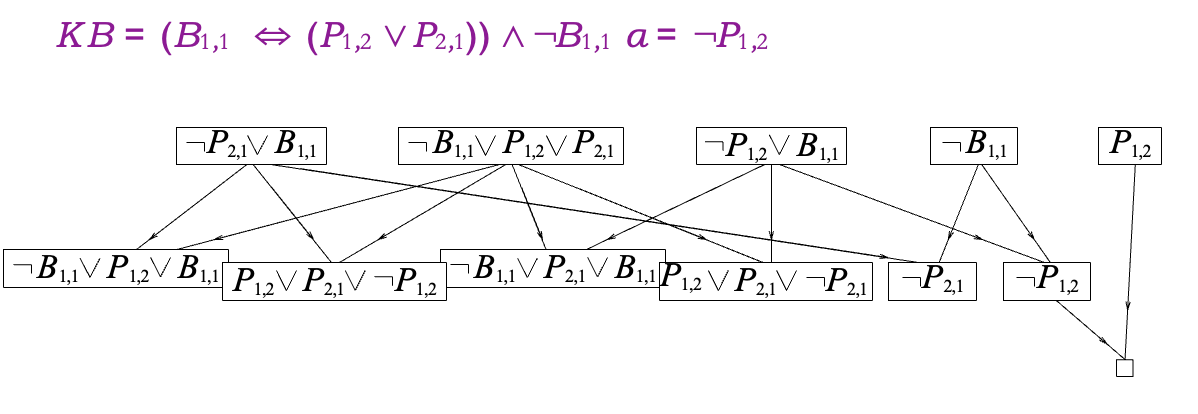 KB = (B1,1 ⇔ (P1,2 ∨ P2,1)) ∧ ¬B1,1 α = ¬P1,2
¬P2,1 ∨ B1,1 ¬B1,1 ∨ P1,2 ∨ P2,1 ¬P1,2 ∨ B1,1 ¬B1,1 P1,2
¬B1,1 ∨ P1,2 ∨ B1,1 P1,2 ∨ P2,1 ∨ ¬P1,2 ¬B1,1 ∨ P2,1 ∨ B1,1 P1,2 ∨ P2,1 ∨ ¬P2,1 ¬P2,1 ¬P1,2